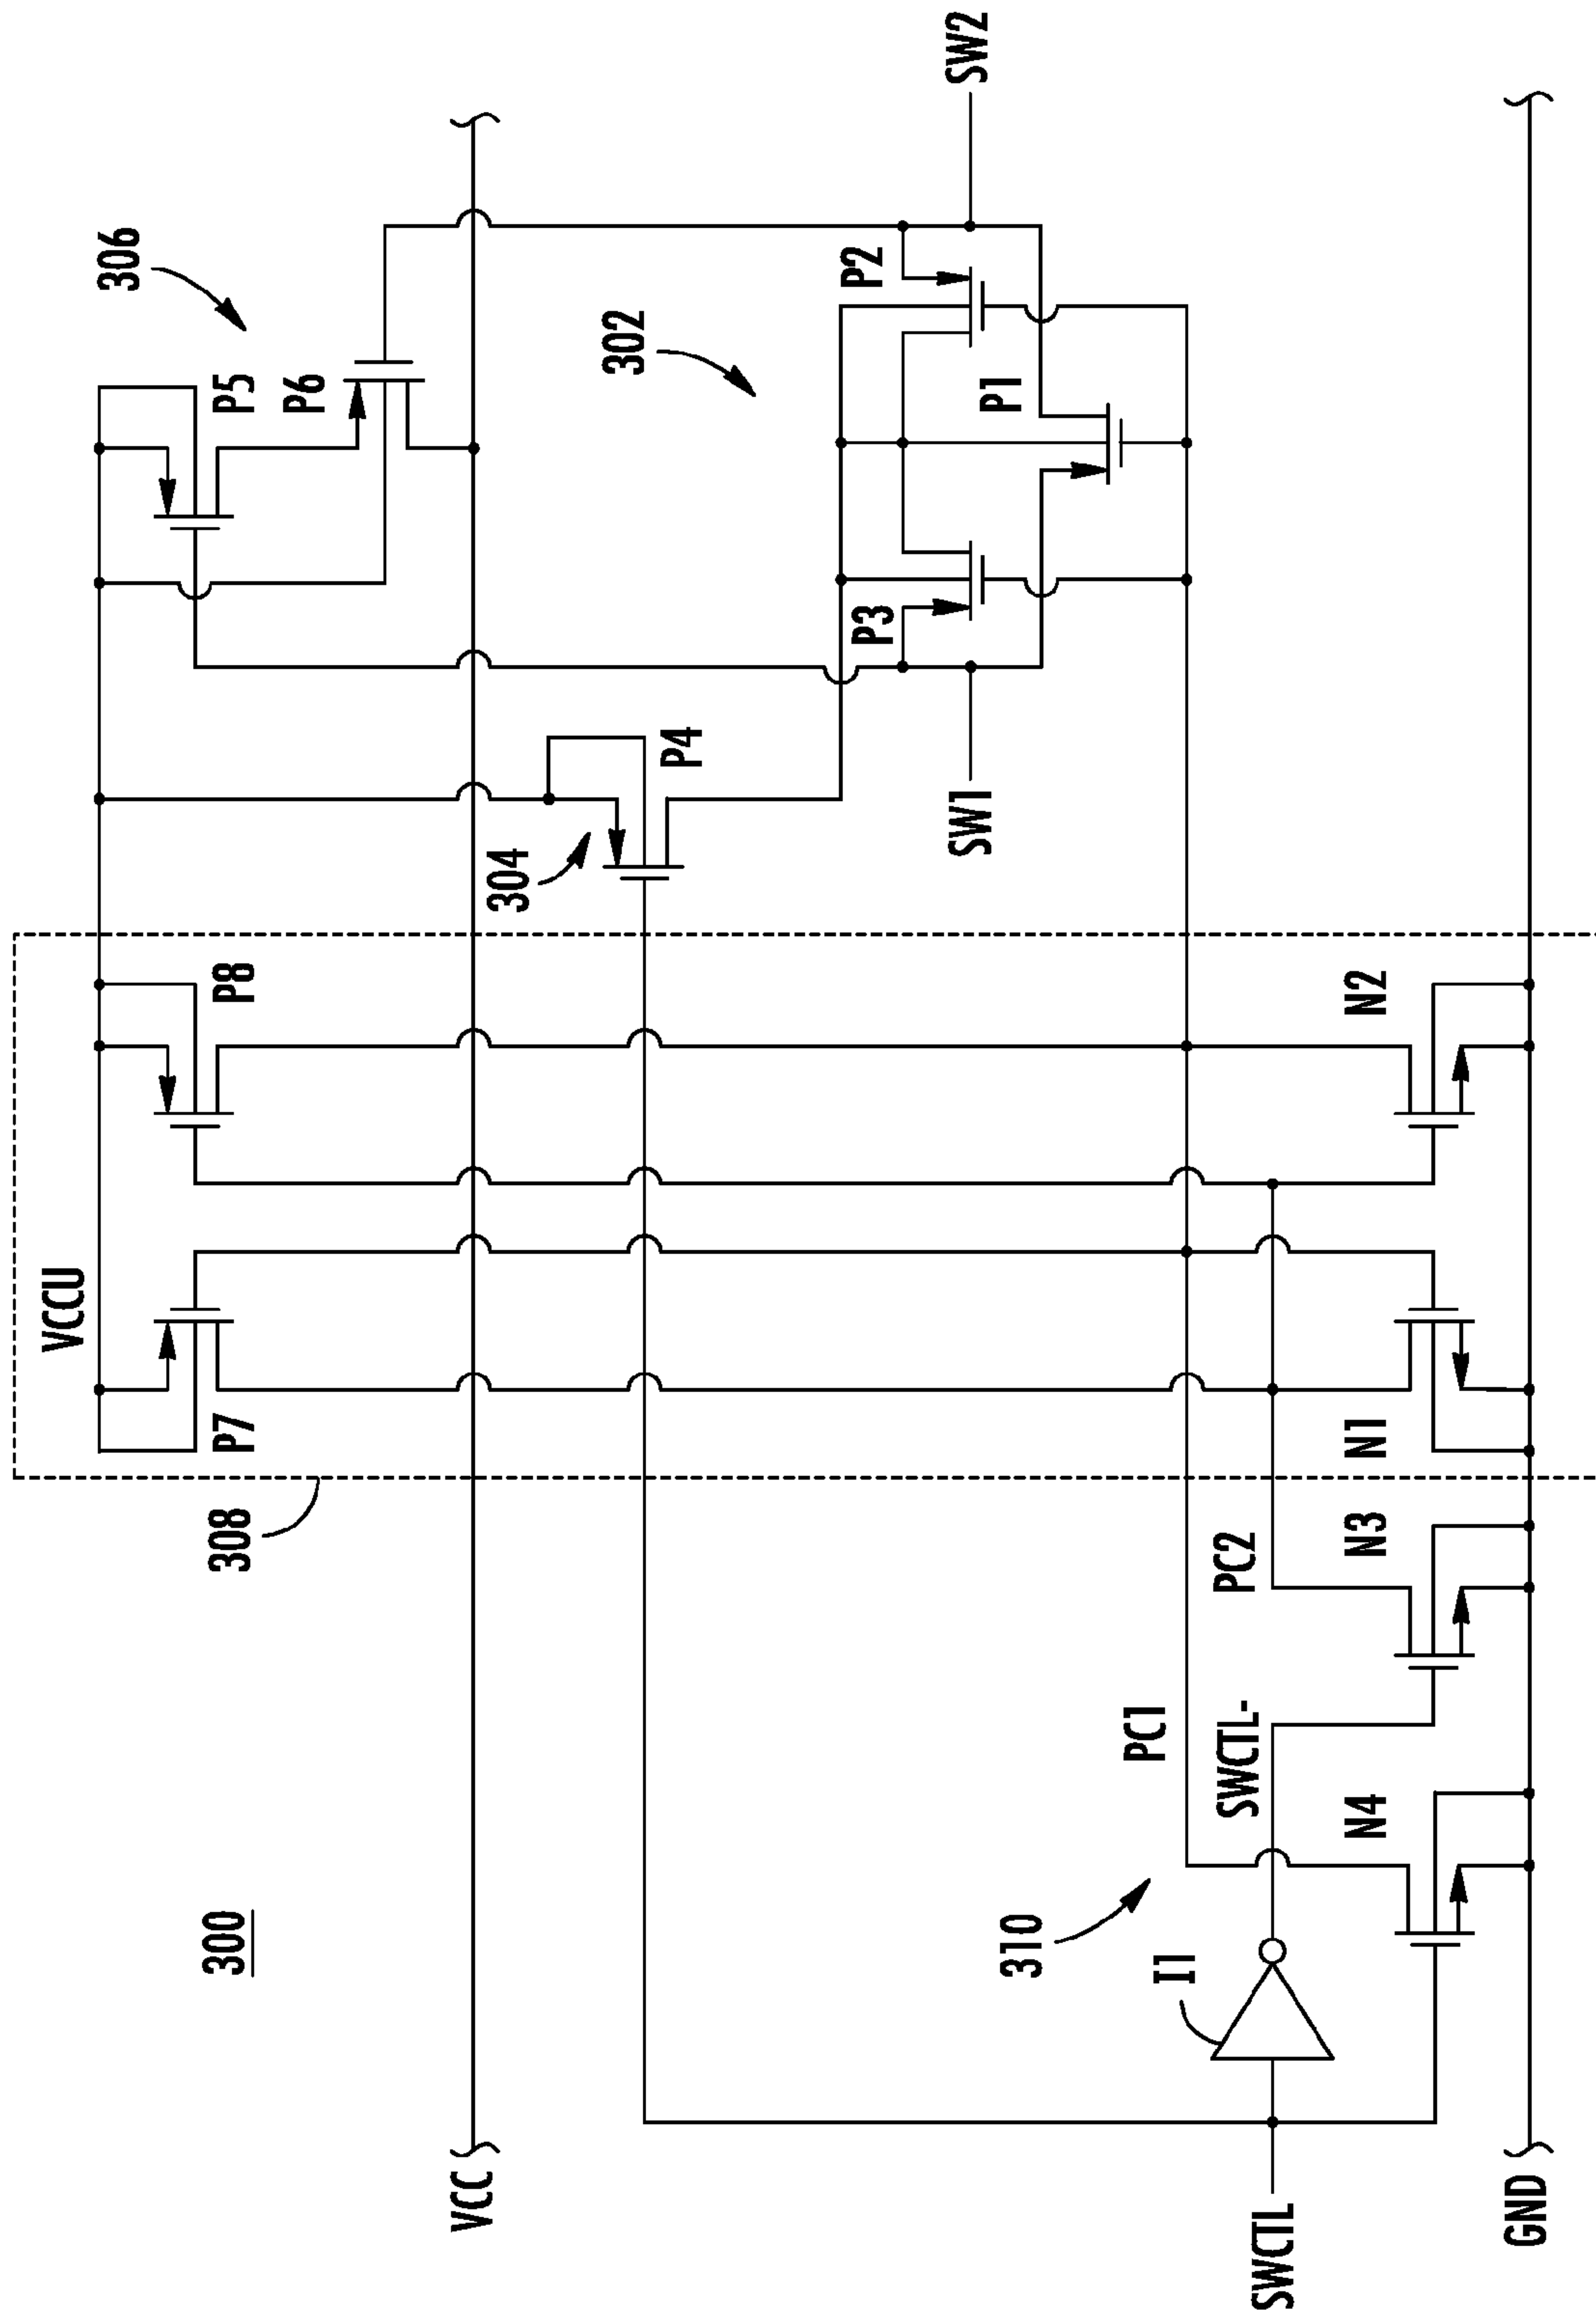 300
308
VCCU
P7
P8
304
P4
306
P5
P6
VCC
302
P3
P2
P1
SW1
SW2
310
I1
PC1
PC2
SWCTL-
SWCTL
N4
N3
N1
N2
GND